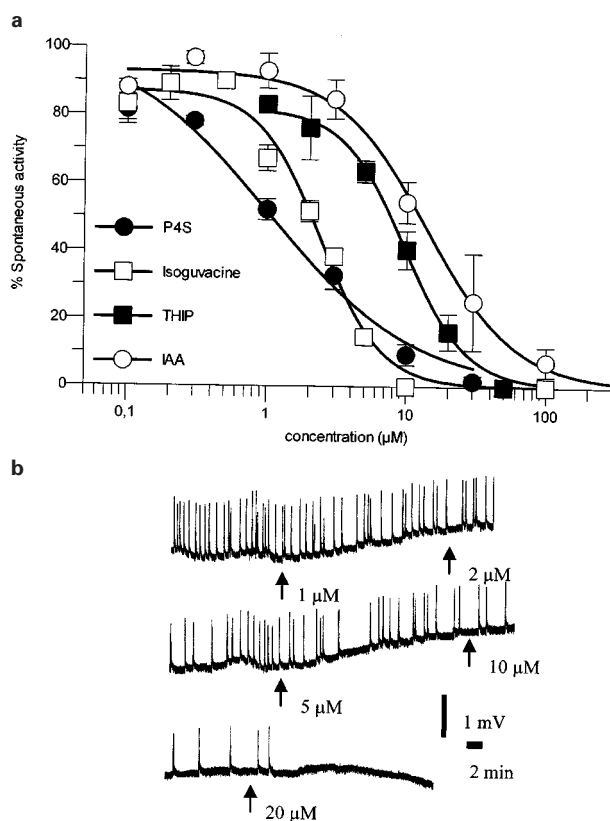 a
% Spontaneous activity
100
80
60
40
20
0
P4S
Isoguvacine
THIP
IAA
0,1
1
10
100
concentration (µM)
b
1 µM
2 µM
5 µM
10 µM
1 mV
2 min
20 µM